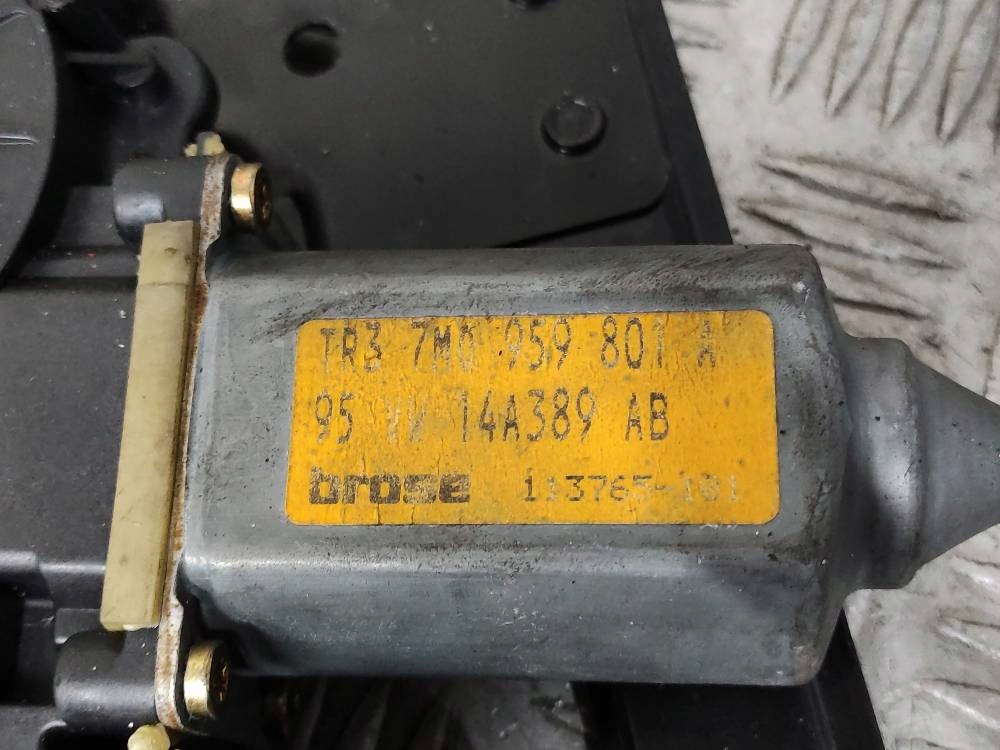 TR3 7M0 959 801 A
95 VW 14A389 AB
brose 113765-101